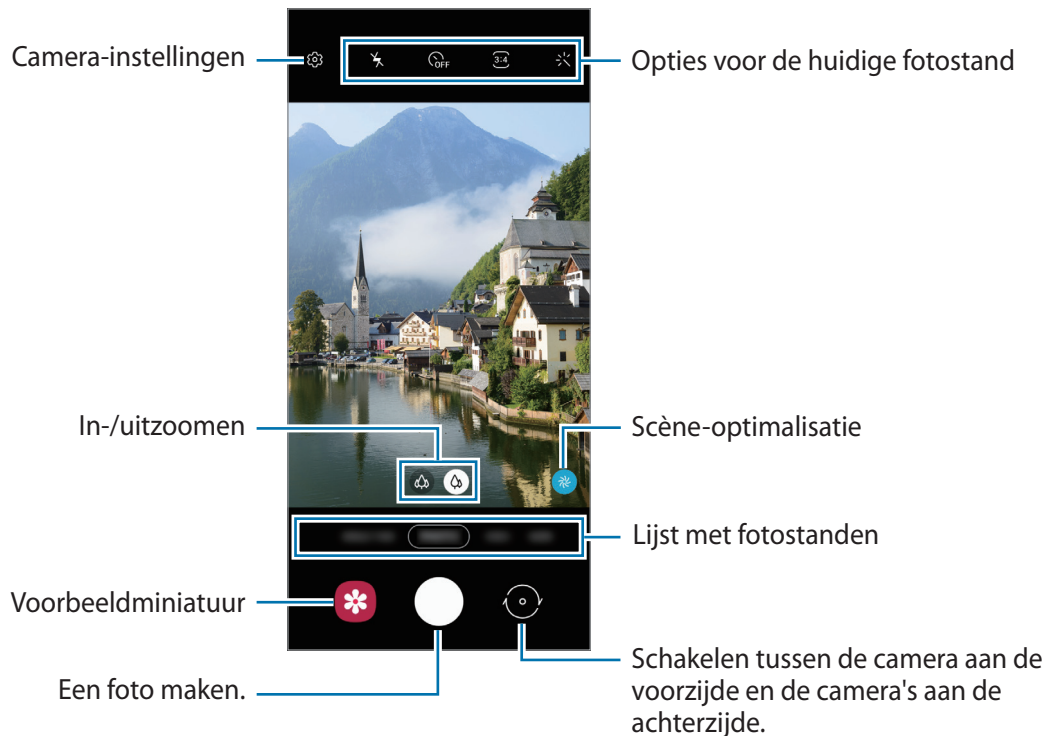 Camera-instellingen
OFF
3:4
Opties voor de huidige fotostand
In-/uitzoomen
Scène-optimalisatie
Lijst met fotostanden
Voorbeeldminiatuur
Een foto maken.
Schakelen tussen de camera aan de
voorzijde en de camera's aan de
achterzijde.